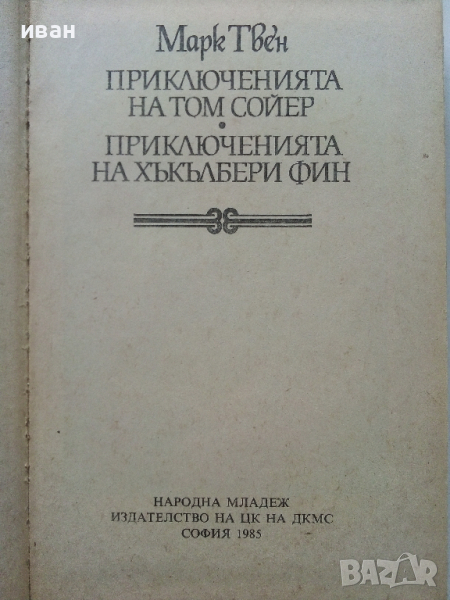 иван
Марк Твен
ПРИКЛЮЧЕНИЯТА
НА ТОМ СОЙЕР
•
ПРИКЛЮЧЕНИЯТА
НА ХЪКЪЛБЕРИ ФИН
НАРОДНА МЛАДЕЖ
ИЗДАТЕЛСТВО НА ЦК НА ДКМС
СОФИЯ 1985
BAZAR